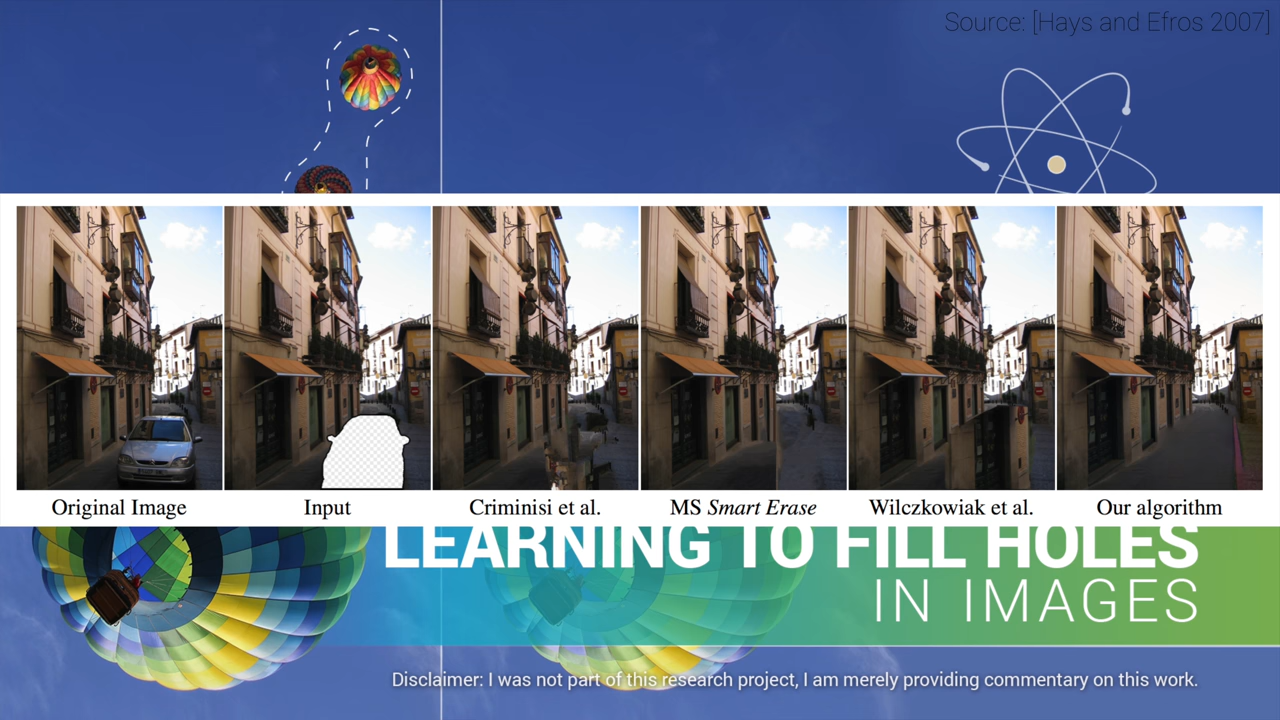 Source: [Hays and Efros 2007]
Original Image
Input
Criminisi et al.
MS Smart Erase
Wilczkowiak et al.
Our algorithm
LEARNING TO FILL HOLES
IN IMAGES
Disclaimer: I was not part of this research project, I am merely providing commentary on this work.